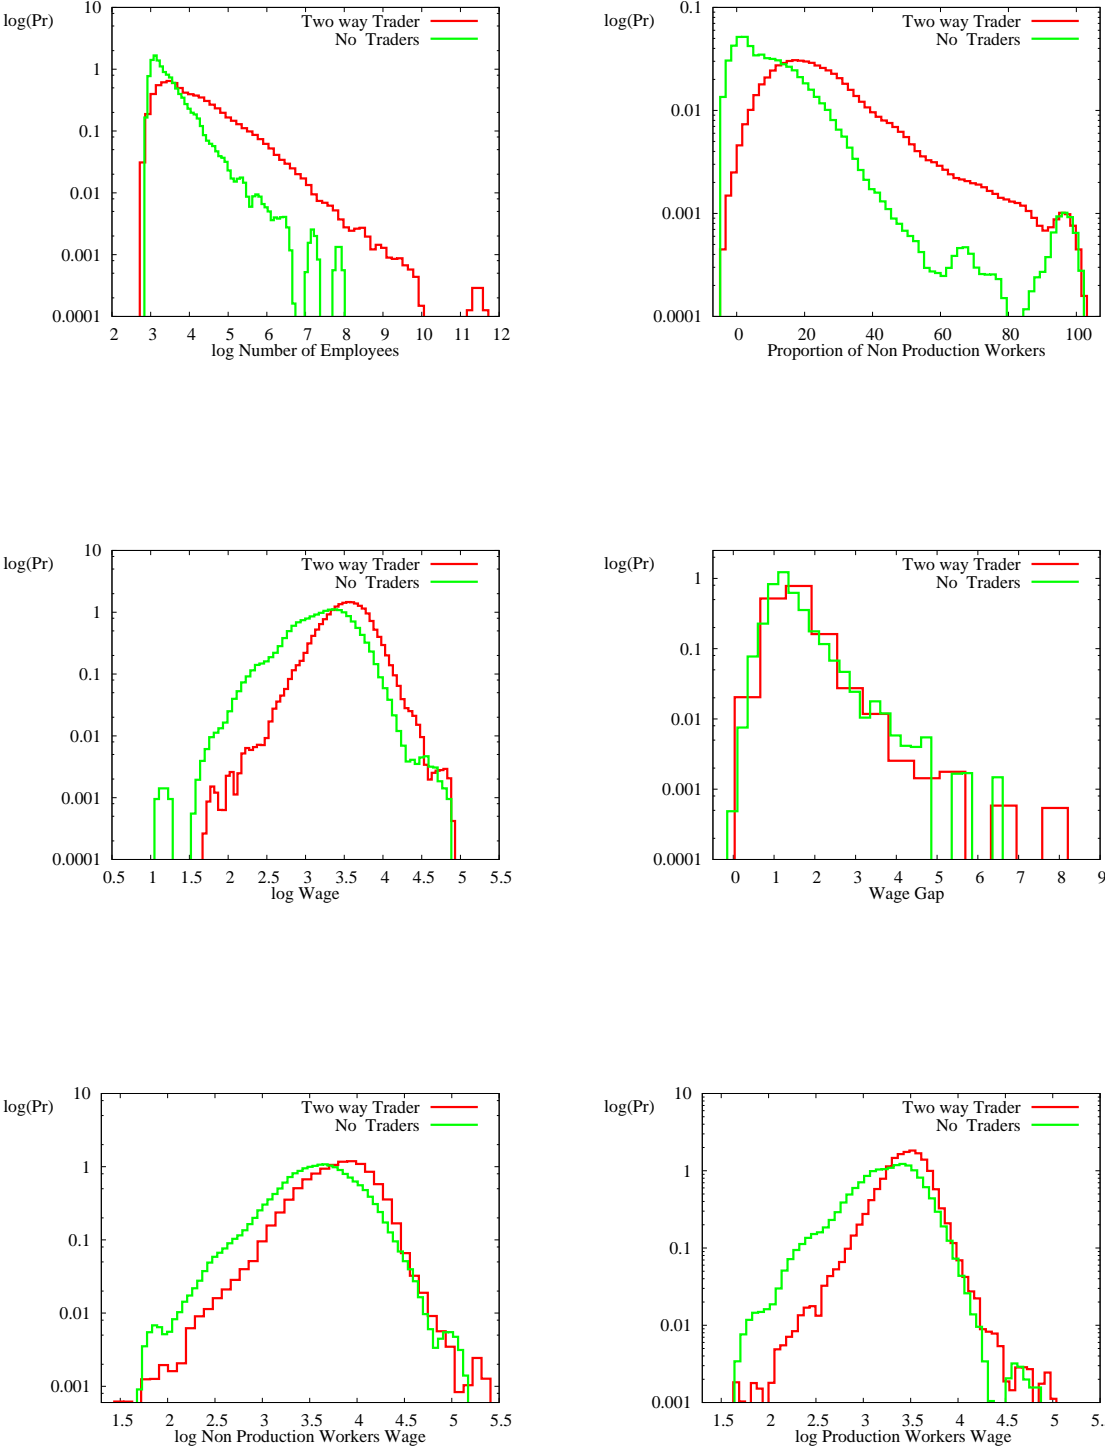 log(Pr)
10
1
0.1
0.01
0.001
0.0001
2 3 4 5 6 7 8 9 10 11 12
log Number of Employees
Two way Trader
No Traders
log(Pr)
0.1
0.01
0.001
0.0001
0 20 40 60 80 100
Proportion of Non Production Workers
Two way Trader
No Traders
log(Pr)
10
1
0.1
0.01
0.001
0.0001
0.5 1 1.5 2 2.5 3 3.5 4 4.5 5 5.5
log Wage
Two way Trader
No Traders
log(Pr)
1
0.1
0.01
0.001
0.0001
0 1 2 3 4 5 6 7 8 9
Wage Gap
Two way Trader
No Traders
log(Pr)
10
1
0.1
0.01
0.001
1.5 2 2.5 3 3.5 4 4.5 5 5.5
log Non Production Workers Wage
Two way Trader
No Traders
log(Pr)
10
1
0.1
0.01
0.001
1.5 2 2.5 3 3.5 4 4.5 5 5.
log Production Workers Wage
Two way Trader
No Traders